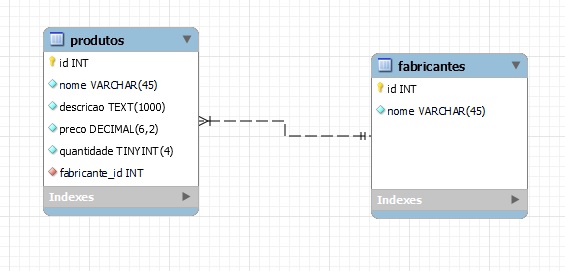 produtos
id INT
nome VARCHAR(45)
descricao TEXT(1000)
preco DECIMAL(6,2)
quantidade TINYINT(4)
fabricante_id INT
Indexes
fabricantes
id INT
nome VARCHAR(45)
Indexes